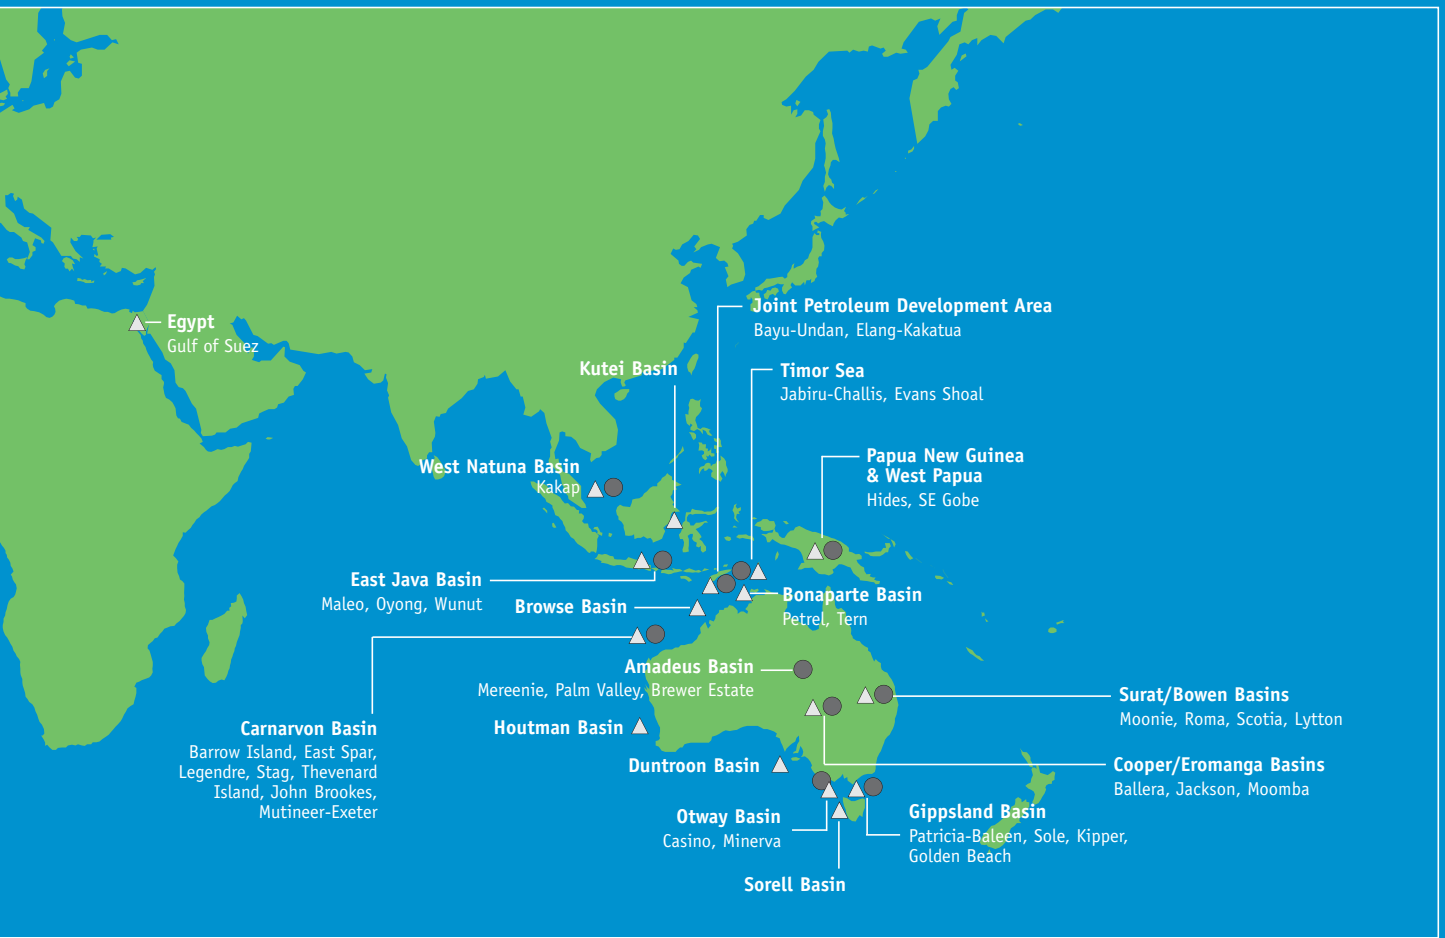 Joint Petroleum Development Area
Bayu-Undan, Elang-Kakatua
Egypt
Gulf of Suez
Kutei Basin
Timor Sea
Jabiru-Challis, Evans Shoal
West Natuna Basin
Kakap
Papua New Guinea
& West Papua
Hides, SE Gobe
East Java Basin
Maleo, Oyong, Wunut
Browse Basin
Bonaparte Basin
Petrel, Tern
Amadeus Basin
Mereenie, Palm Valley, Brewer Estate
Surat/Bowen Basins
Moonie, Roma, Scotia, Lytton
Carnarvon Basin
Barrow Island, East Spar,
Legendre, Stag, Thevenard
Island, John Brookes,
Mutineer-Exeter
Houtman Basin
Duntroon Basin
Cooper/Eromanga Basins
Ballera, Jackson, Moomba
Otway Basin
Casino, Minerva
Gippsland Basin
Patricia-Baleen, Sole, Kipper,
Golden Beach
Sorell Basin